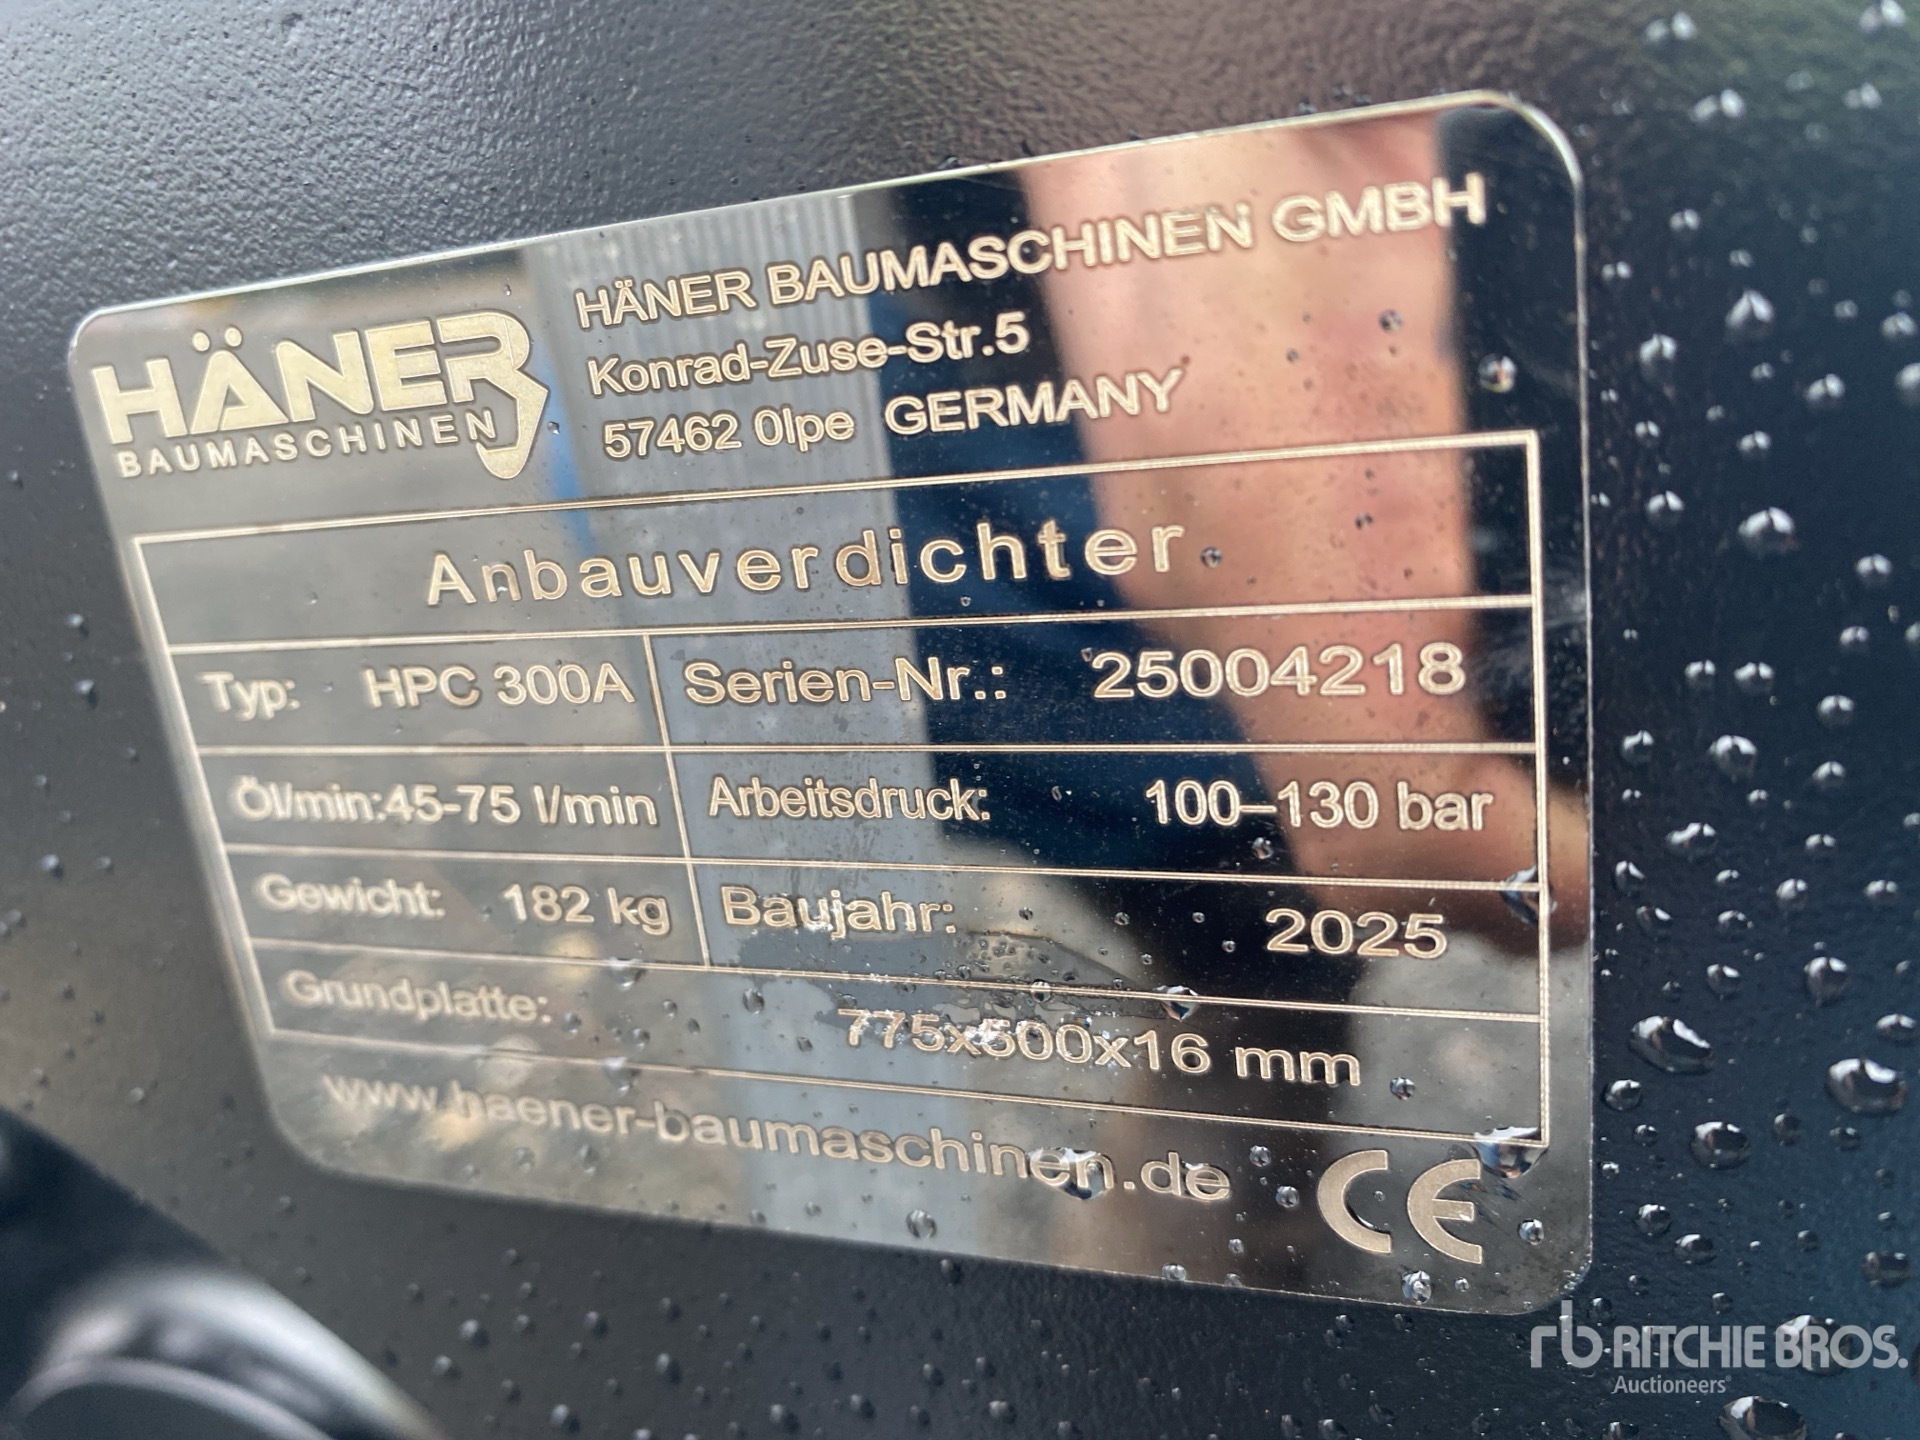 HÄNER
BAUMASCHINEN
HÄNER BAUMASCHINEN GMBH
Konrad-Zuse-Str.5
57462 Olpe GERMANY
Anbauverdichter
Typ: HPC 300A Serien-Nr.: 25004218
Öl/min:45-75 l/min Arbeitsdruck: 100-130 bar
Gewicht: 182 kg Baujahr: 2025
Grundplatte: 775x500x16 mm
www.haener-baumaschinen.de
CE
rb RITCHIE BROS.
Auctioneers